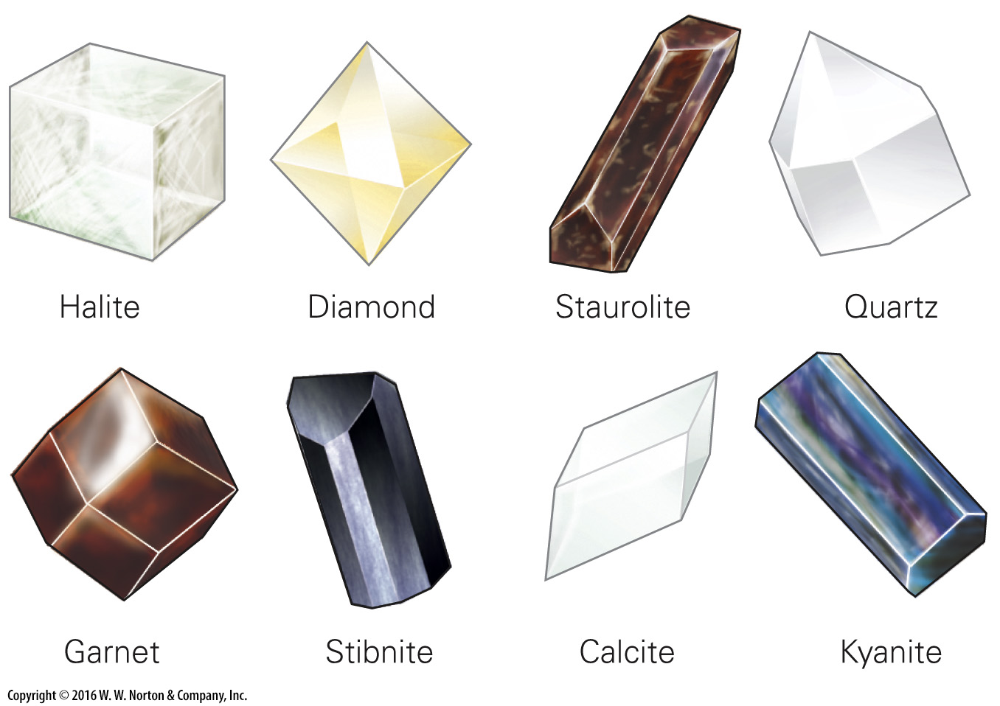 Halite
Diamond
Staurolite
Quartz
Garnet
Stibnite
Calcite
Kyanite
Copyright © 2016 W. W. Norton & Company, Inc.